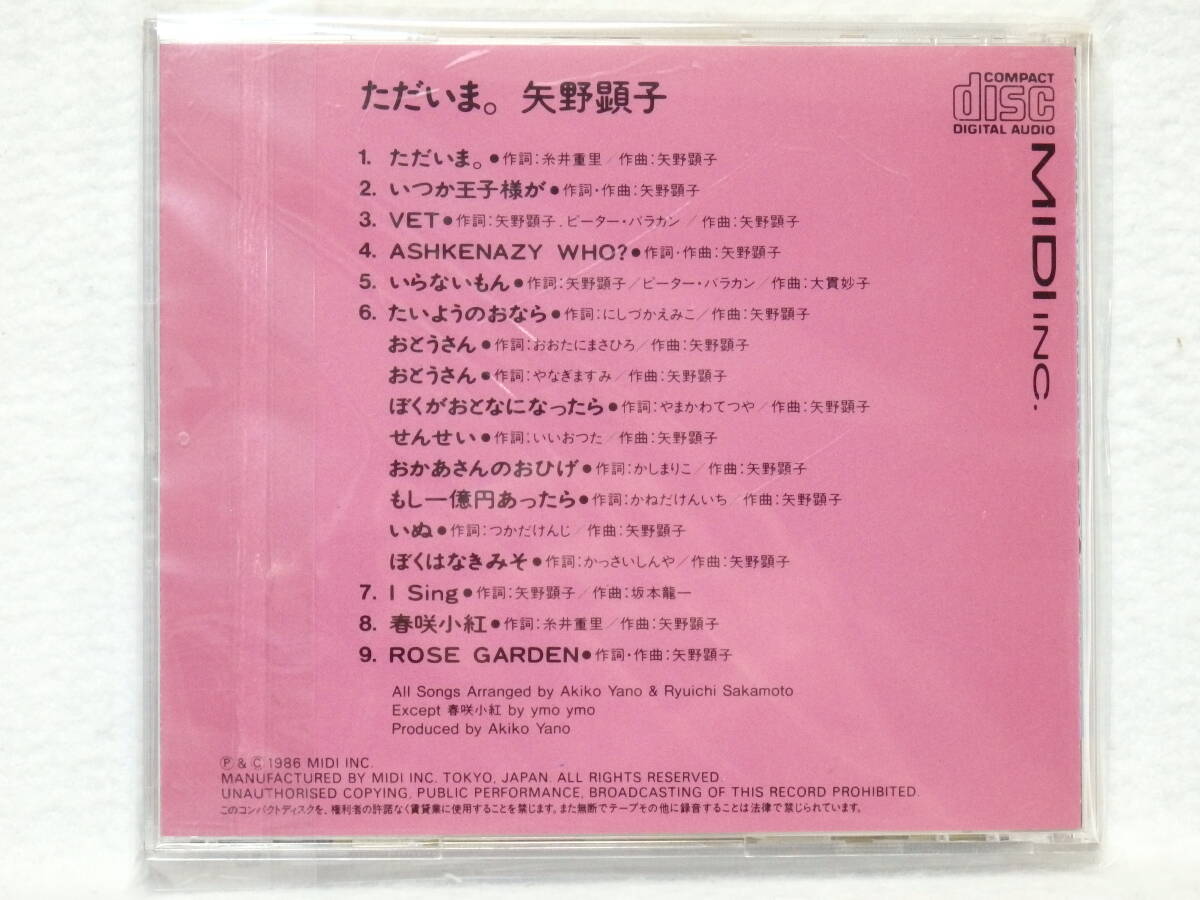 ただいま。 矢野顕子
COMPACT
disc
DIGITAL AUDIO
MIDI INC.
1. ただいま。●作詞:糸井重里／作曲:矢野顕子
2. いつか王子様が●作詞・作曲:矢野顕子
3. VET●作詞:矢野顕子．ピーター・バラカン／作曲:矢野顕子
4. ASHKENAZY WHO?●作詞・作曲:矢野顕子
5. いらないもん●作詞:矢野顕子／ピーター・バラカン／作曲:大貫妙子
6. たいようのおなら●作詞:にしづかえみこ／作曲:矢野顕子
おとうさん●作詞:おおたにまさひろ／作曲:矢野顕子
おとうさん●作詞:やなぎますみ／作曲:矢野顕子
ぼくがおとなになったら●作詞:やまかわてつや／作曲:矢野顕子
せんせい●作詞:いいおつた／作曲:矢野顕子
おかあさんのおひげ●作詞:かしまりこ／作曲:矢野顕子
もし一億円あったら●作詞:かねだけんいち／作曲:矢野顕子
いぬ●作詞:つかだけんじ／作曲:矢野顕子
ぼくはなきみそ●作詞:かっさいしんや／作曲:矢野顕子
7. I Sing●作詞:矢野顕子／作曲:坂本龍一
8. 春咲小紅●作詞:糸井重里／作曲:矢野顕子
9. ROSE GARDEN●作詞・作曲:矢野顕子
All Songs Arranged by Akiko Yano & Ryuichi Sakamoto
Except 春咲小紅 by ymo ymo
Produced by Akiko Yano
Ⓟ & Ⓒ 1986 MIDI INC.
MANUFACTURED BY MIDI INC. TOKYO, JAPAN. ALL RIGHTS RESERVED.
UNAUTHORISED COPYING, PUBLIC PERFORMANCE, BROADCASTING OF THIS RECORD PROHIBITED.
このコンパクトディスクを、権利者の許諾なく賃貸業に使用することを禁じます。また無断でテープその他に録音することは法律で禁じられています。